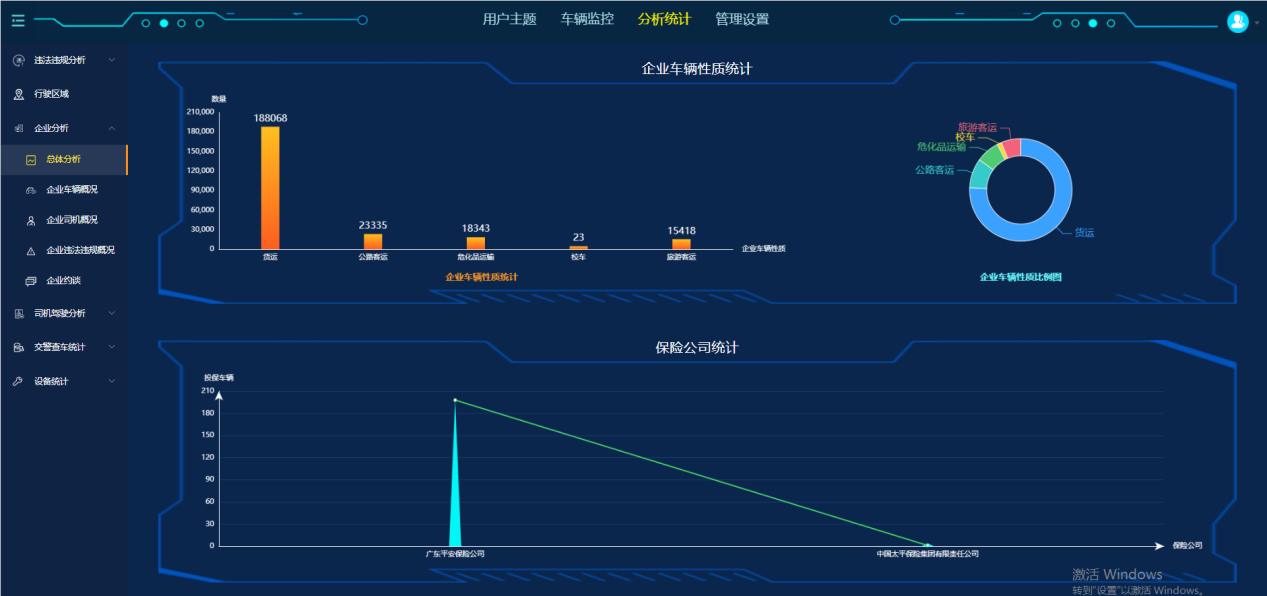 用户主题 车辆监控 分析统计 管理设置
违法违规分析
行驶区域
企业分析
总体分析
企业车辆概况
企业司机概况
企业违法违规概况
企业约谈
司机驾驶分析
交警查车统计
设备统计
企业车辆性质统计
数量
210,000
180,000
150,000
120,000
90,000
60,000
30,000
0
188068
23335
18343
23
15418
货运 公路客运 危化品运输 校车 旅游客运
企业车辆性质
企业车辆性质统计
旅游客运
校车
危化品运输
公路客运
货运
企业车辆性质比例图
保险公司统计
投保车辆
210
180
150
120
90
60
30
0
广东平安保险公司 中国太平保险集团有限责任公司
保险公司
激活 Windows
转到"设置"以激活 Windows。